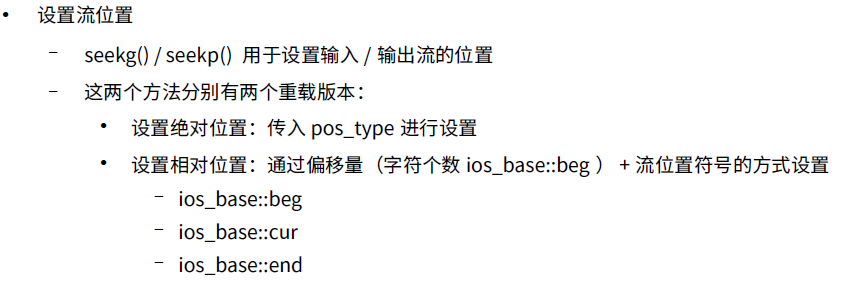 • 设置流位置
– seekg() / seekp() 用于设置输入 / 输出流的位置
– 这两个方法分别有两个重载版本：
• 设置绝对位置：传入 pos_type 进行设置
• 设置相对位置：通过偏移量（字符个数 ios_base::beg ） + 流位置符号的方式设置
– ios_base::beg
– ios_base::cur
– ios_base::end